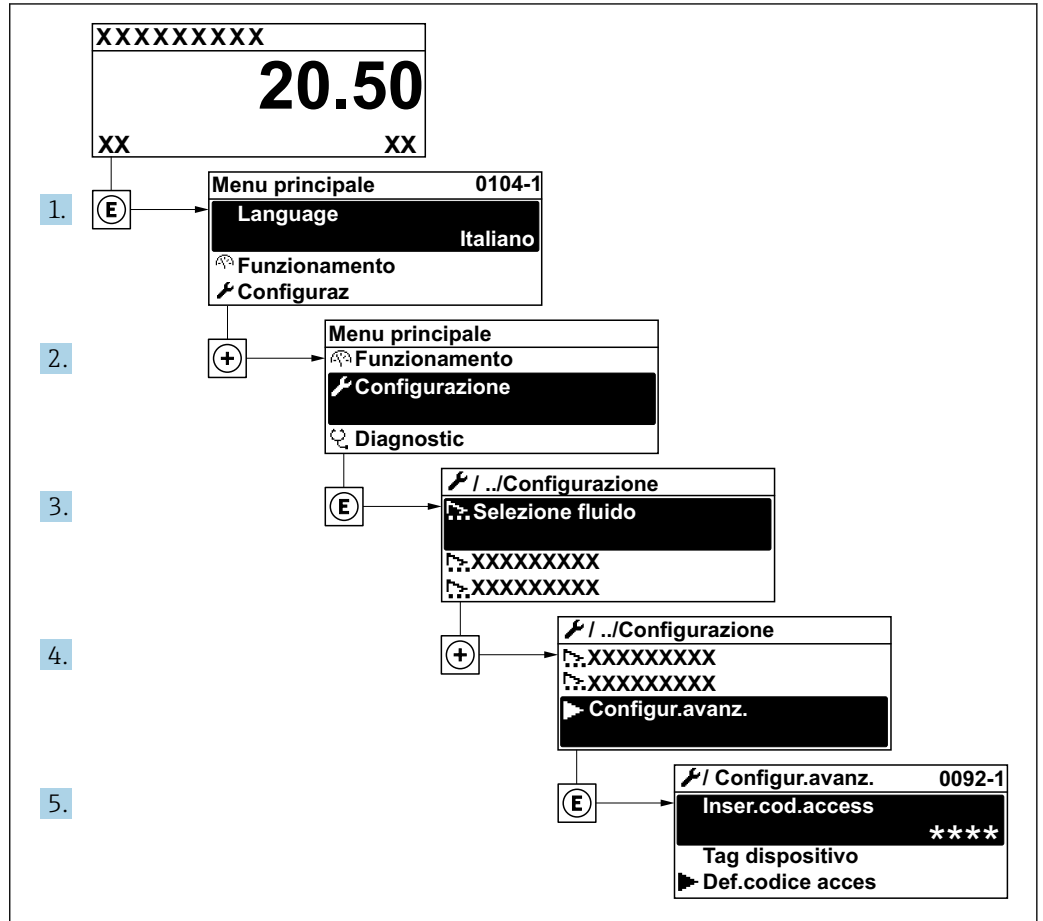 XXXXXXXXX
20.50
XX XX
1. E
Menu principale 0104-1
Language
Italiano
Funzionamento
Configuraz
2. +
Menu principale
Funzionamento
Configurazione
Diagnostic
3. E
/ ../Configurazione
Selezione fluido
XXXXXXXXX
XXXXXXXXX
4. +
/ ../Configurazione
XXXXXXXXX
XXXXXXXXX
Configur.avanz.
5. E
/ Configur.avanz. 0092-1
Inser.cod.access
****
Tag dispositivo
Def.codice acces